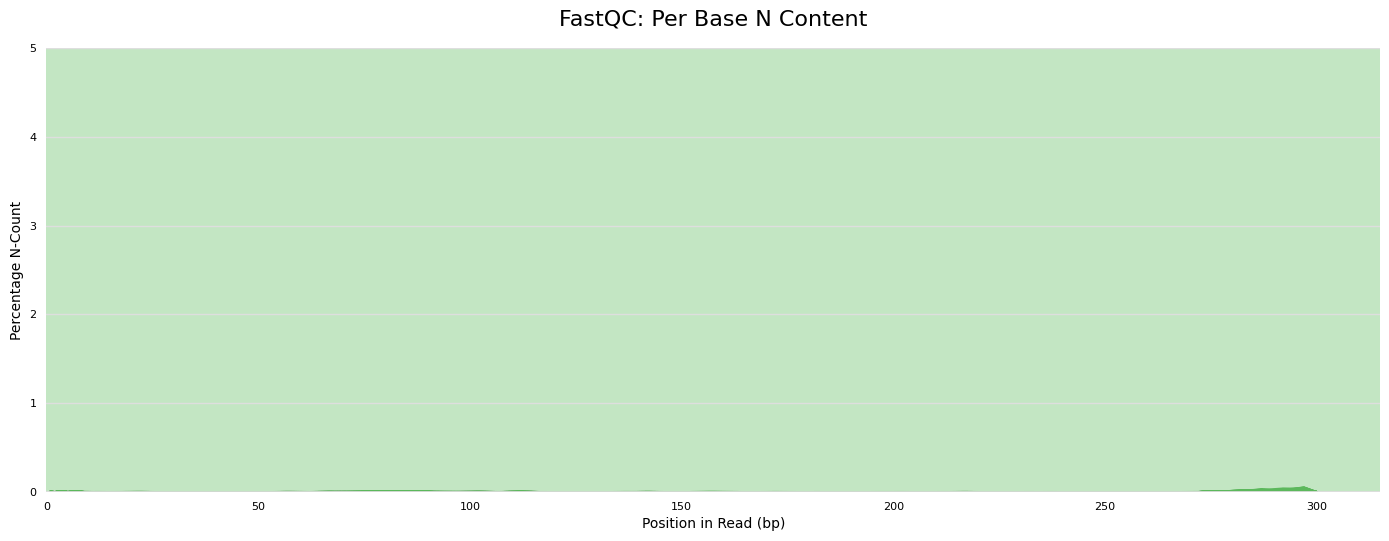 FastQC: Per Base N Content
5
4
3
2
1
0
Percentage N-Count
0 50 100 150 200 250 300
Position in Read (bp)